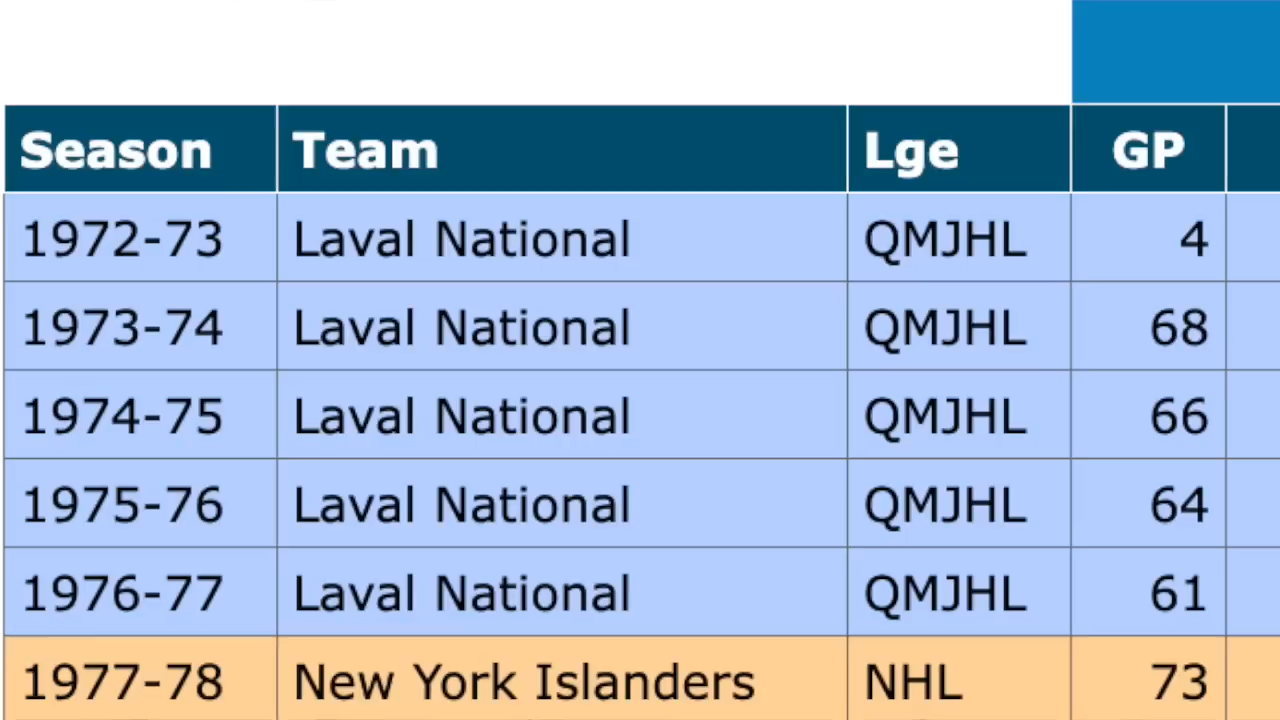 Season Team Lge GP
1972-73 Laval National QMJHL 4
1973-74 Laval National QMJHL 68
1974-75 Laval National QMJHL 66
1975-76 Laval National QMJHL 64
1976-77 Laval National QMJHL 61
1977-78 New York Islanders NHL 73